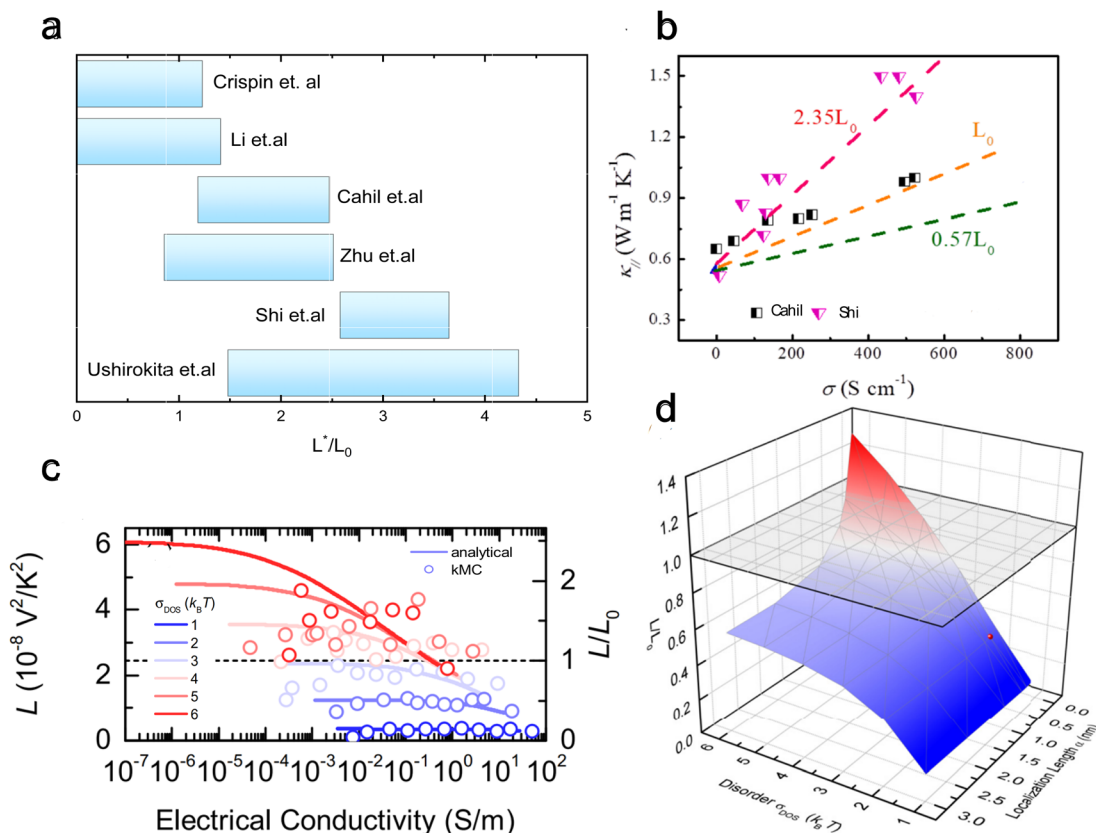 a
Crispin et. al
Li et.al
Cahil et.al
Zhu et.al
Shi et.al
Ushirokita et.al
0 1 2 3 4 5
L*/L₀
b
1.5
1.2
0.9
0.6
0.3
κ// (Wm⁻¹ K⁻¹)
2.35L₀
L₀
0.57L₀
Cahil Shi
0 200 400 600 800
σ (S cm⁻¹)
c
6
4
2
0
L (10⁻⁸ V²/K²)
analytical
kMC
σDOS (kBT)
1
2
3
4
5
6
2
1
0
L/L₀
10⁻⁷ 10⁻⁶ 10⁻⁵ 10⁻⁴ 10⁻³ 10⁻² 10⁻¹ 10⁰ 10¹ 10²
Electrical Conductivity (S/m)
d
1.4
1.2
1.0
0.8
0.6
0.4
0.2
0.0
6 5 4 3 2 1
Disorder σDOS (kBT)
0.0
0.5
1.0
1.5
2.0
2.5
3.0
Localization Length α (nm)